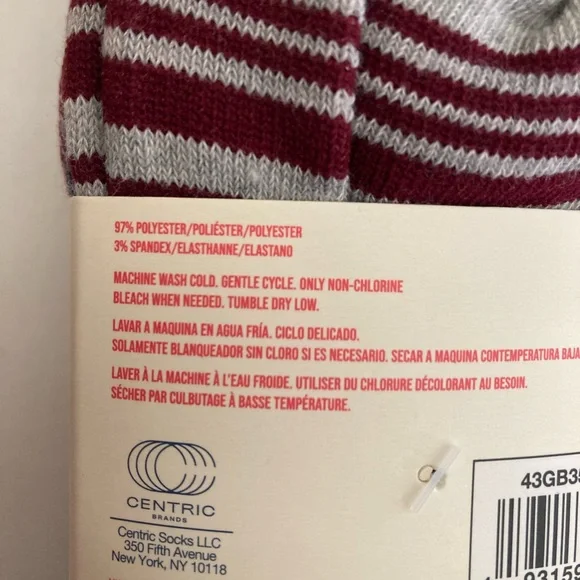 97% POLYESTER/POLIÉSTER/POLYESTER
3% SPANDEX/ELASTHANNE/ELASTANO
MACHINE WASH COLD. GENTLE CYCLE. ONLY NON-CHLORINE
BLEACH WHEN NEEDED. TUMBLE DRY LOW.
LAVAR A MAQUINA EN AGUA FRÍA. CICLO DELICADO.
SOLAMENTE BLANQUEADOR SIN CLORO SI ES NECESARIO. SECAR A MAQUINA CONTEMPERATURA BAJA
LAVER À LA MACHINE À L'EAU FROIDE. UTILISER DU CHLORURE DÉCOLORANT AU BESOIN.
SÉCHER PAR CULBUTAGE À BASSE TEMPÉRATURE.
CENTRIC
BRANDS
Centric Socks LLC
350 Fifth Avenue
New York, NY 10118
43GB35
93159